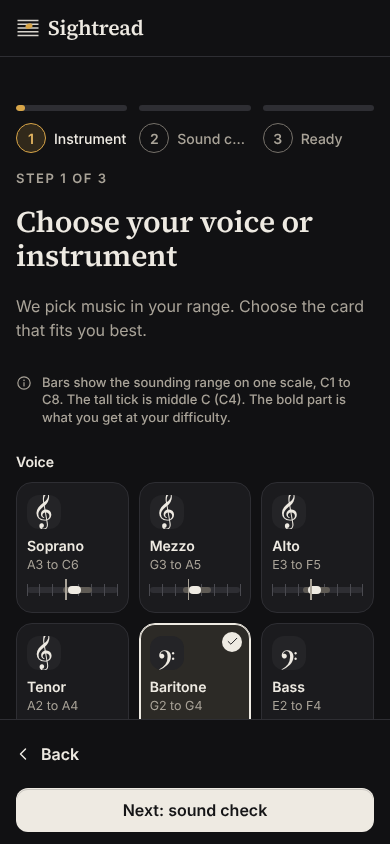 Sightread
1 Instrument
2 Sound c...
3 Ready
STEP 1 OF 3
Choose your voice or
instrument
We pick music in your range. Choose the card
that fits you best.
Bars show the sounding range on one scale, C1 to
C8. The tall tick is middle C (C4). The bold part is
what you get at your difficulty.
Voice
Soprano
A3 to C6
Mezzo
G3 to A5
Alto
E3 to F5
Tenor
A2 to A4
Baritone
G2 to G4
Bass
E2 to F4
Back
Next: sound check